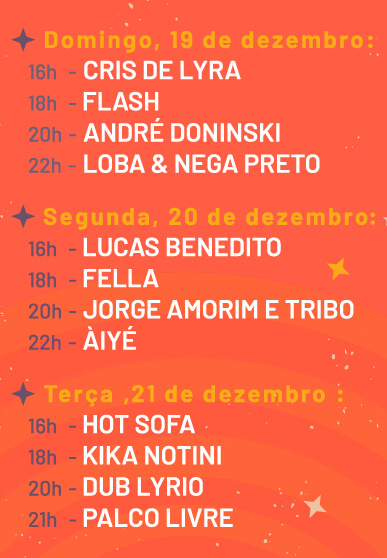 Domingo, 19 de dezembro:
16h - CRIS DE LYRA
18h - FLASH
20h - ANDRÉ DONINSKI
22h - LOBA & NEGA PRETO
Segunda, 20 de dezembro:
16h - LUCAS BENEDITO
18h - FELLA
20h - JORGE AMORIM E TRIBO
22h - ÀIYÉ
Terça ,21 de dezembro :
16h - HOT SOFA
18h - KIKA NOTINI
20h - DUB LYRIO
21h - PALCO LIVRE